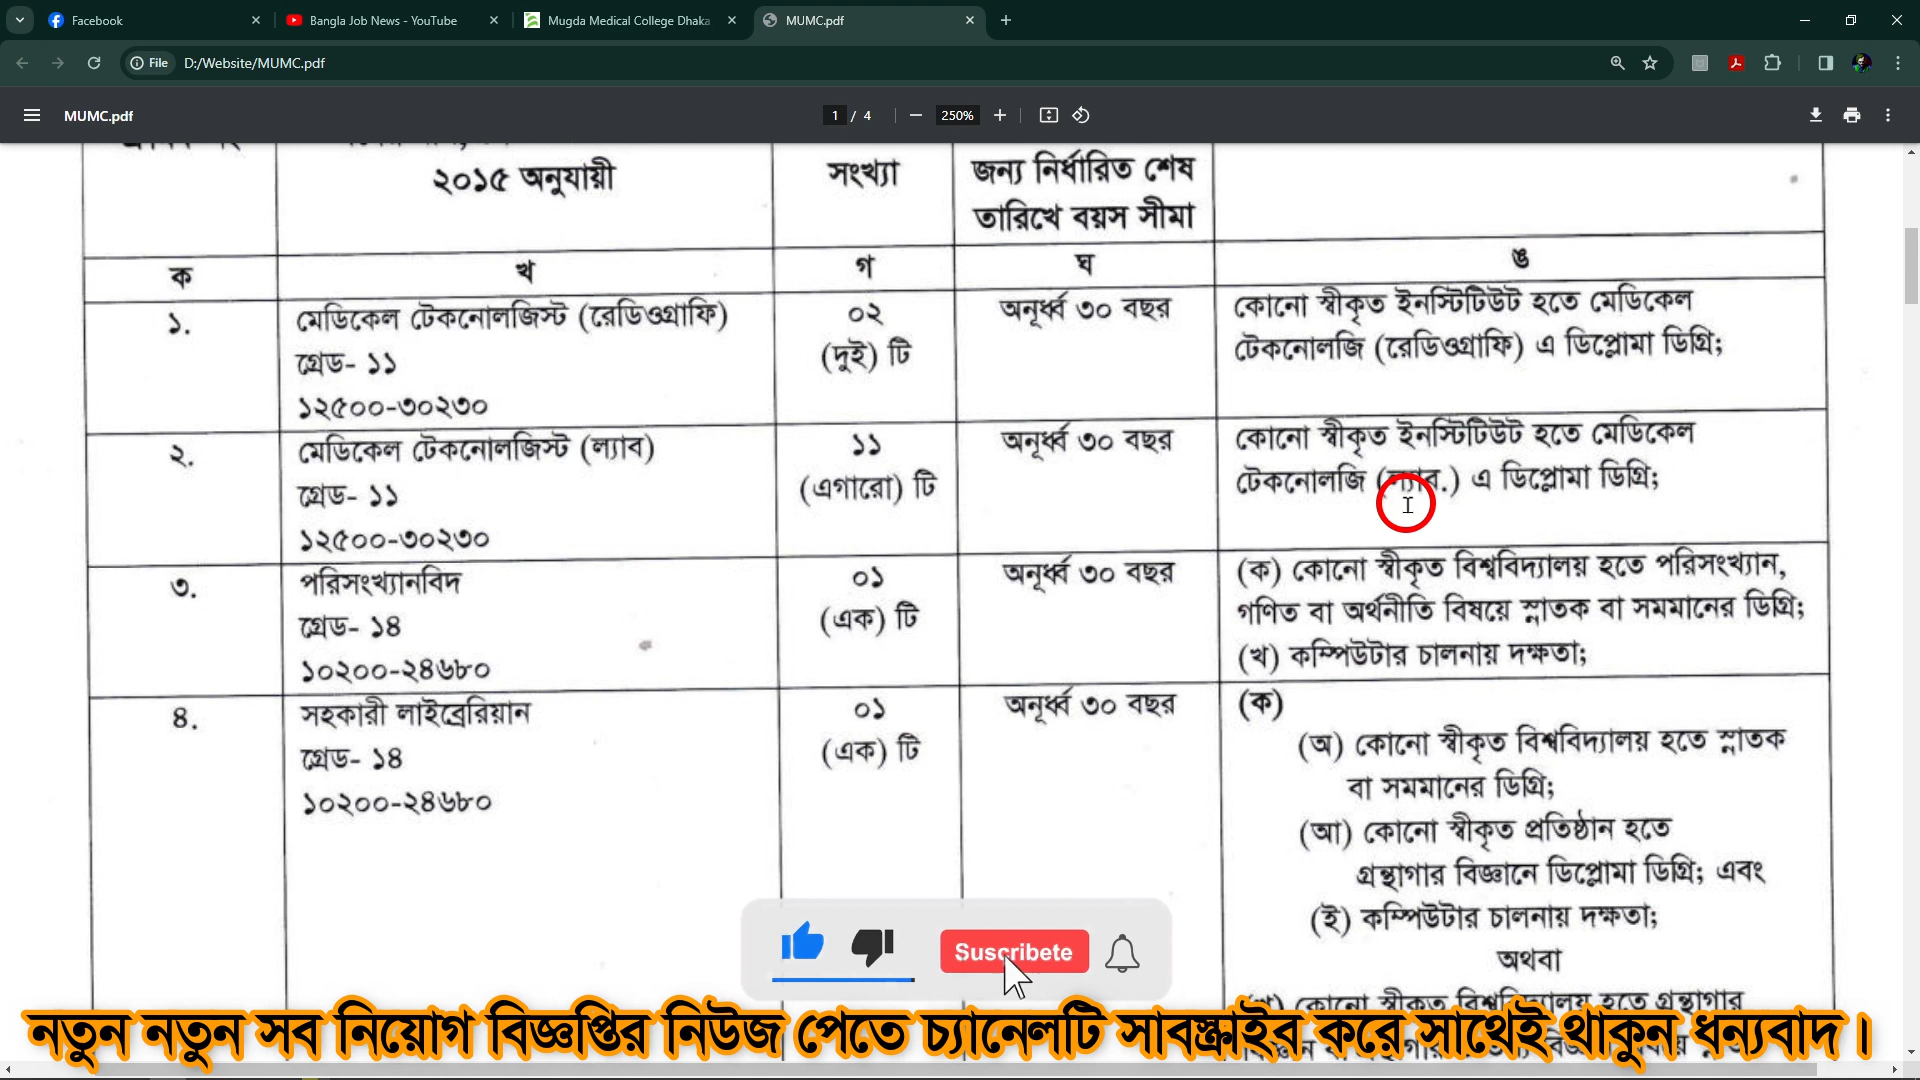 Facebook
Bangla Job News - YouTube
Mugda Medical College Dhaka
MUMC.pdf
File
D:/Website/MUMC.pdf
MUMC.pdf
1 / 4
250%
২০১৫ অনুযায়ী
সংখ্যা
জন্য নির্ধারিত শেষ
তারিখে বয়স সীমা
ক
খ
গ
ঘ
ঙ
১.
মেডিকেল টেকনোলজিস্ট (রেডিওগ্রাফি)
গ্রেড- ১১
১২৫০০-৩০২৩০
০২
(দুই) টি
অনূর্ধ্ব ৩০ বছর
কোনো স্বীকৃত ইনস্টিটিউট হতে মেডিকেল
টেকনোলজি (রেডিওগ্রাফি) এ ডিপ্লোমা ডিগ্রি;
২.
মেডিকেল টেকনোলজিস্ট (ল্যাব)
গ্রেড- ১১
১২৫০০-৩০২৩০
১১
(এগারো) টি
অনূর্ধ্ব ৩০ বছর
কোনো স্বীকৃত ইনস্টিটিউট হতে মেডিকেল
টেকনোলজি (ল্যাব.) এ ডিপ্লোমা ডিগ্রি;
৩.
পরিসংখ্যানবিদ
গ্রেড- ১৪
১০২০০-২৪৬৮০
০১
(এক) টি
অনূর্ধ্ব ৩০ বছর
(ক) কোনো স্বীকৃত বিশ্ববিদ্যালয় হতে পরিসংখ্যান,
গণিত বা অর্থনীতি বিষয়ে স্নাতক বা সমমানের ডিগ্রি;
(খ) কম্পিউটার চালনায় দক্ষতা;
৪.
সহকারী লাইব্রেরিয়ান
গ্রেড- ১৪
১০২০০-২৪৬৮০
০১
(এক) টি
অনূর্ধ্ব ৩০ বছর
(ক)
(অ) কোনো স্বীকৃত বিশ্ববিদ্যালয় হতে স্নাতক
বা সমমানের ডিগ্রি;
(আ) কোনো স্বীকৃত প্রতিষ্ঠান হতে
গ্রন্থাগার বিজ্ঞানে ডিপ্লোমা ডিগ্রি; এবং
(ই) কম্পিউটার চালনায় দক্ষতা;
অথবা
(খ) কোনো স্বীকৃত বিশ্ববিদ্যালয় হতে গ্রন্থাগার
Suscribete
নতুন নতুন সব নিয়োগ বিজ্ঞপ্তির নিউজ পেতে চ্যানেলটি সাবস্ক্রাইব করে সাথেই থাকুন ধন্যবাদ।